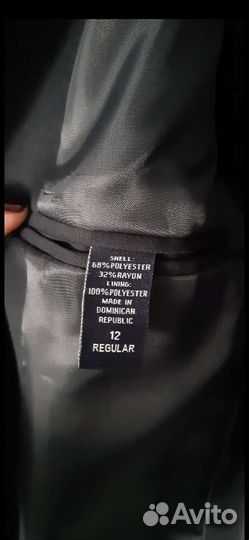 SHELL:
68%POLYESTER
32%RAYON
LINING:
100%POLYESTER
MADE IN
DOMINICAN
REPUBLIC
12
REGULAR
Avito